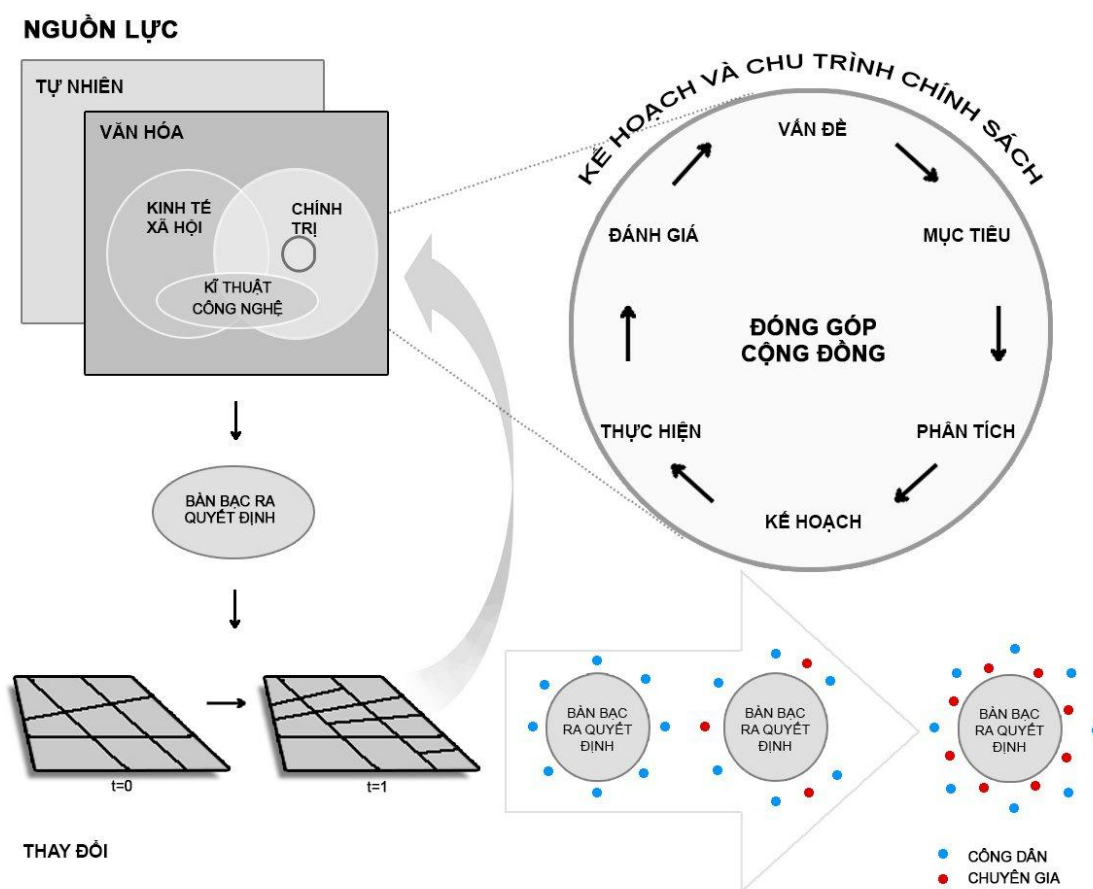 NGUỒN LỰC
TỰ NHIÊN
VĂN HÓA
KINH TẾ
XÃ HỘI
CHÍNH
TRỊ
KĨ THUẬT
CÔNG NGHỆ
KẾ HOẠCH VÀ CHU TRÌNH CHÍNH SÁCH
VẤN ĐỀ
MỤC TIÊU
PHÂN TÍCH
KẾ HOẠCH
THỰC HIỆN
ĐÁNH GIÁ
ĐÓNG GÓP
CỘNG ĐỒNG
BÀN BẠC RA
QUYẾT ĐỊNH
t=0
t=1
THAY ĐỔI
BÀN BẠC
RA QUYẾT
ĐỊNH
BÀN BẠC
RA QUYẾT
ĐỊNH
BÀN BẠC
RA QUYẾT
ĐỊNH
CÔNG DÂN
CHUYÊN GIA